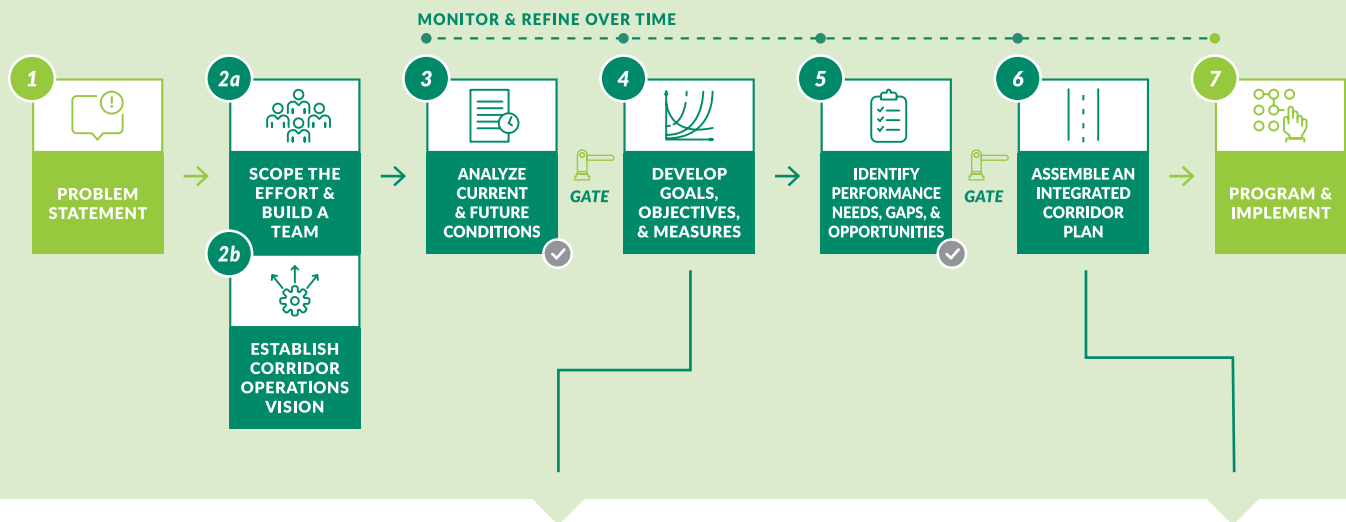 MONITOR & REFINE OVER TIME
1
PROBLEM
STATEMENT
2a
SCOPE THE
EFFORT &
BUILD A
TEAM
2b
ESTABLISH
CORRIDOR
OPERATIONS
VISION
3
ANALYZE
CURRENT
& FUTURE
CONDITIONS
GATE
4
DEVELOP
GOALS,
OBJECTIVES,
& MEASURES
5
IDENTIFY
PERFORMANCE
NEEDS, GAPS, &
OPPORTUNITIES
GATE
6
ASSEMBLE AN
INTEGRATED
CORRIDOR
PLAN
7
PROGRAM &
IMPLEMENT